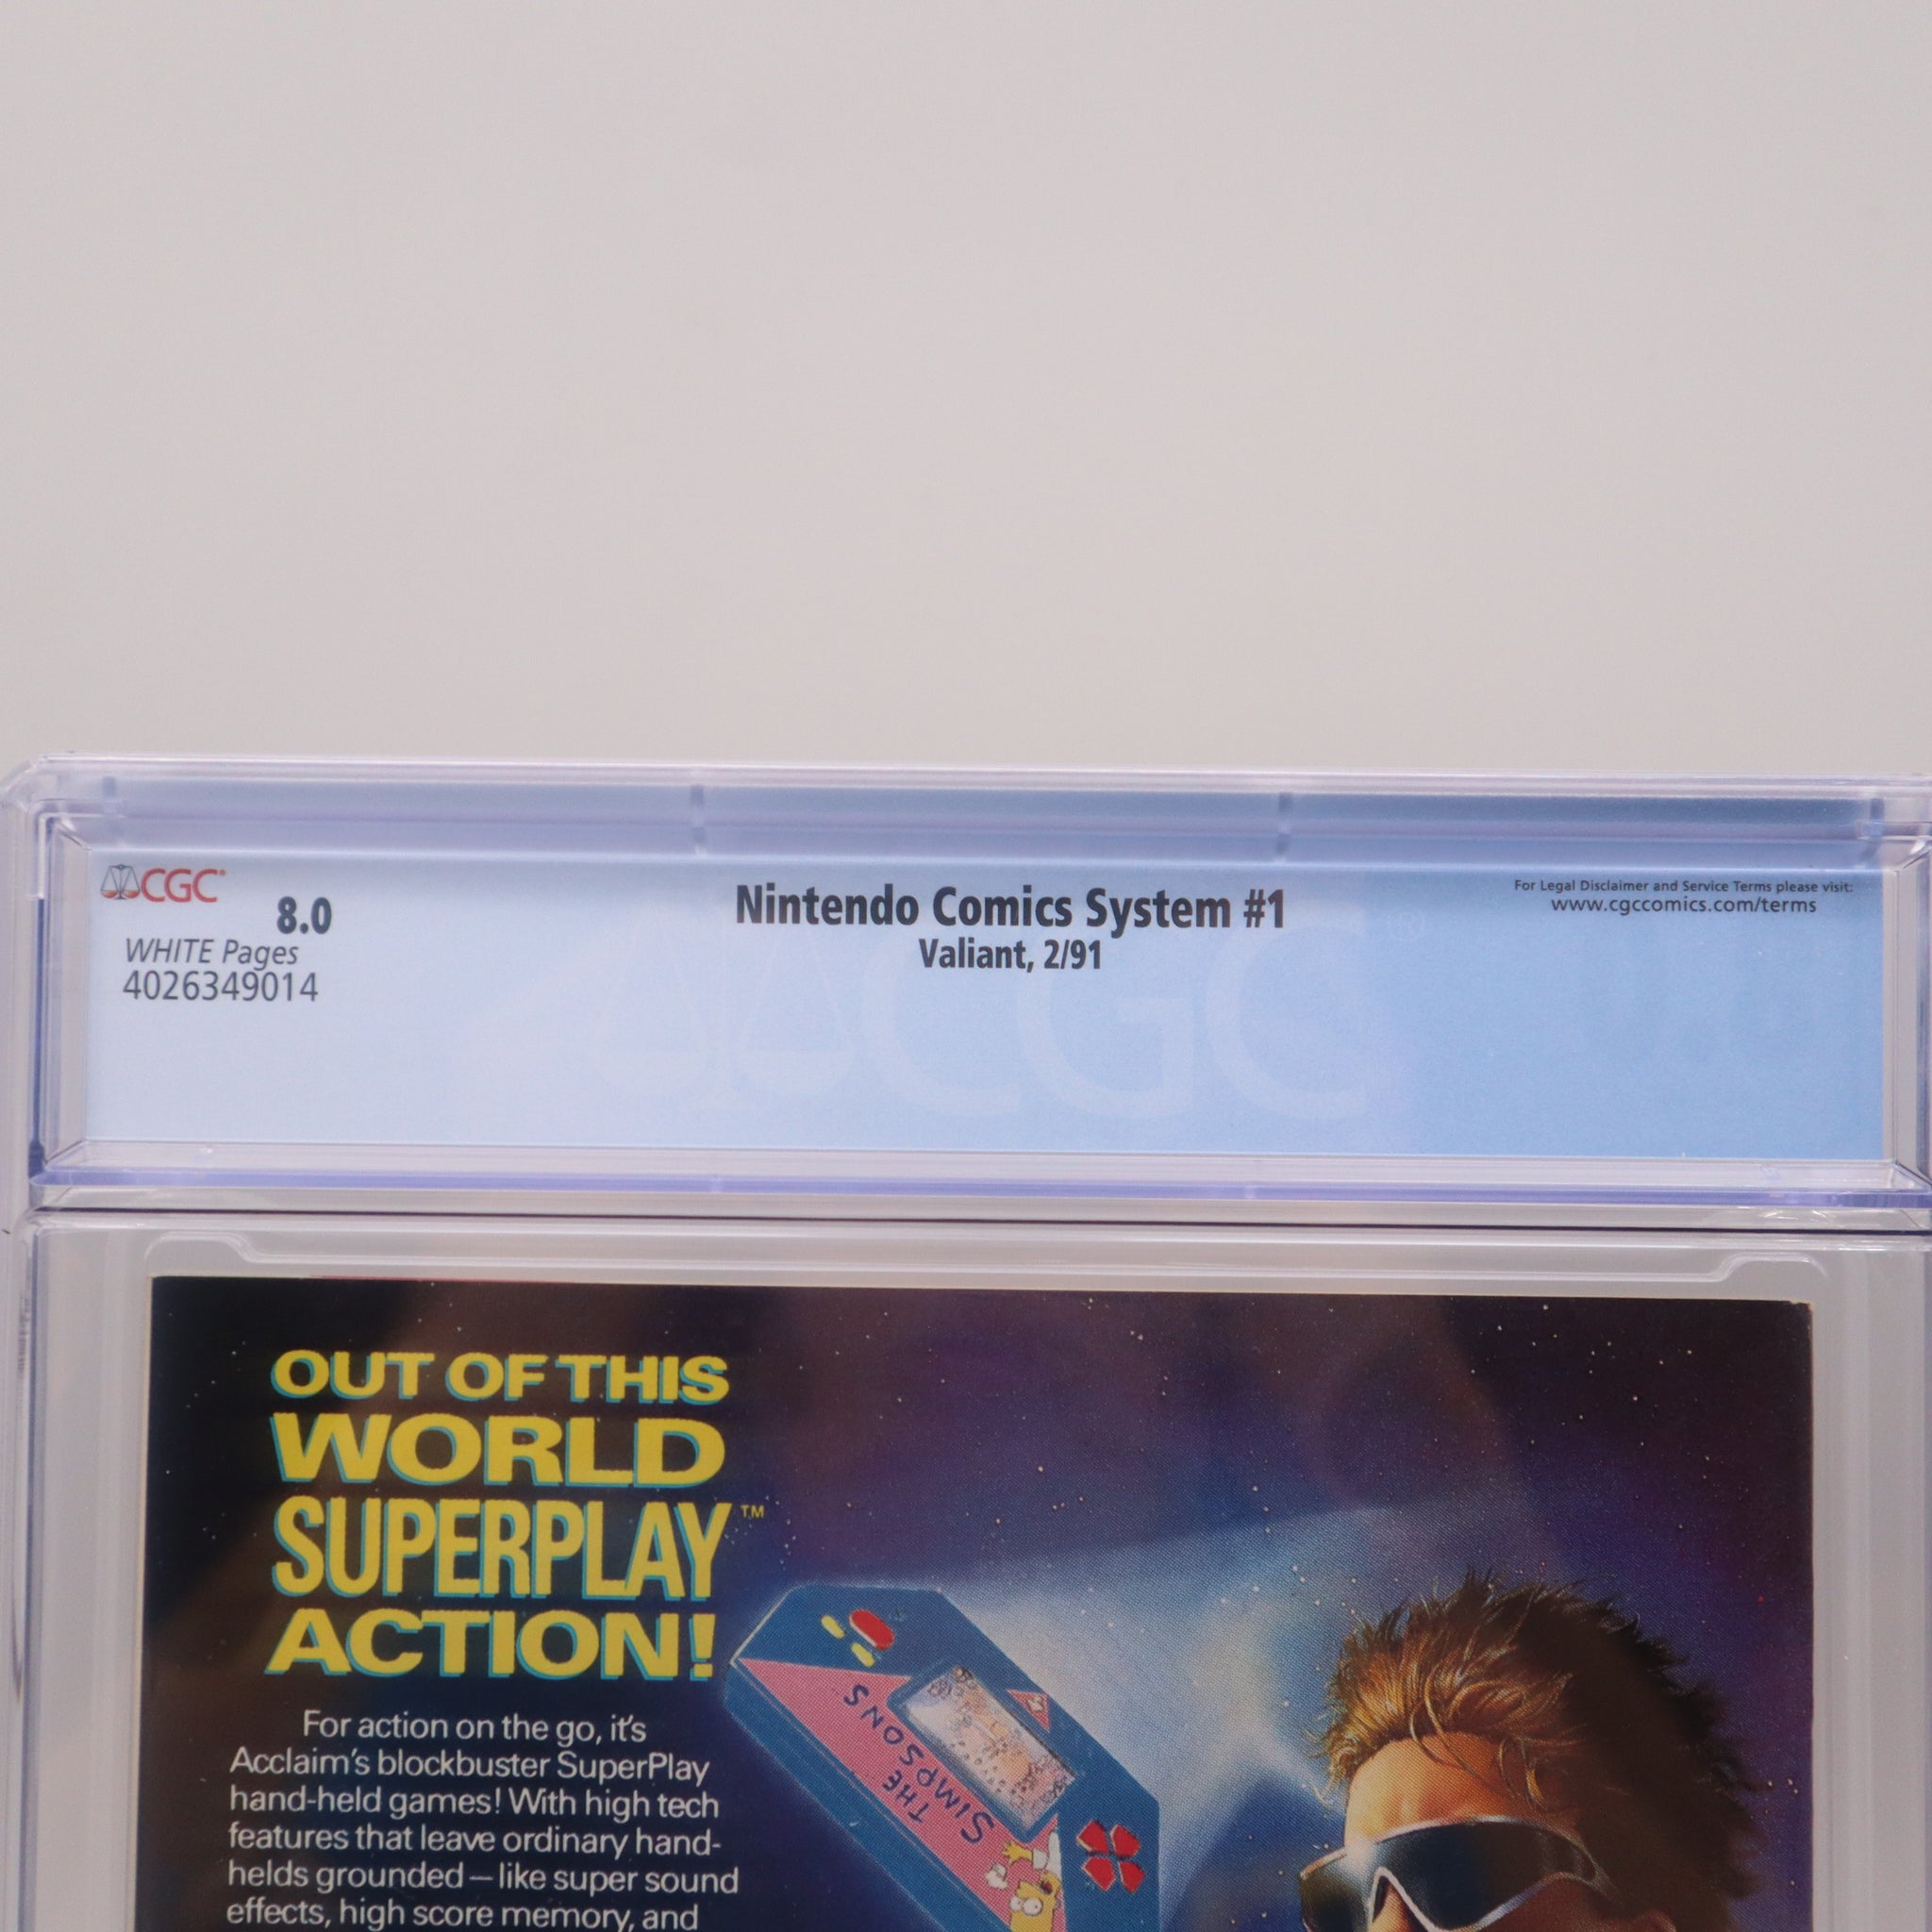 CGC
8.0
WHITE Pages
4026349014
Nintendo Comics System #1
Valiant, 2/91
For Legal Disclaimer and Service Terms please visit:
www.cgccomics.com/terms
CGC®
OUT OF THIS
WORLD
SUPERPLAY™
ACTION!
For action on the go, it's
Acclaim's blockbuster SuperPlay
hand-held games! With high tech
features that leave ordinary hand-
helds grounded — like super sound
effects, high score memory, and
THE
SIMPSONS